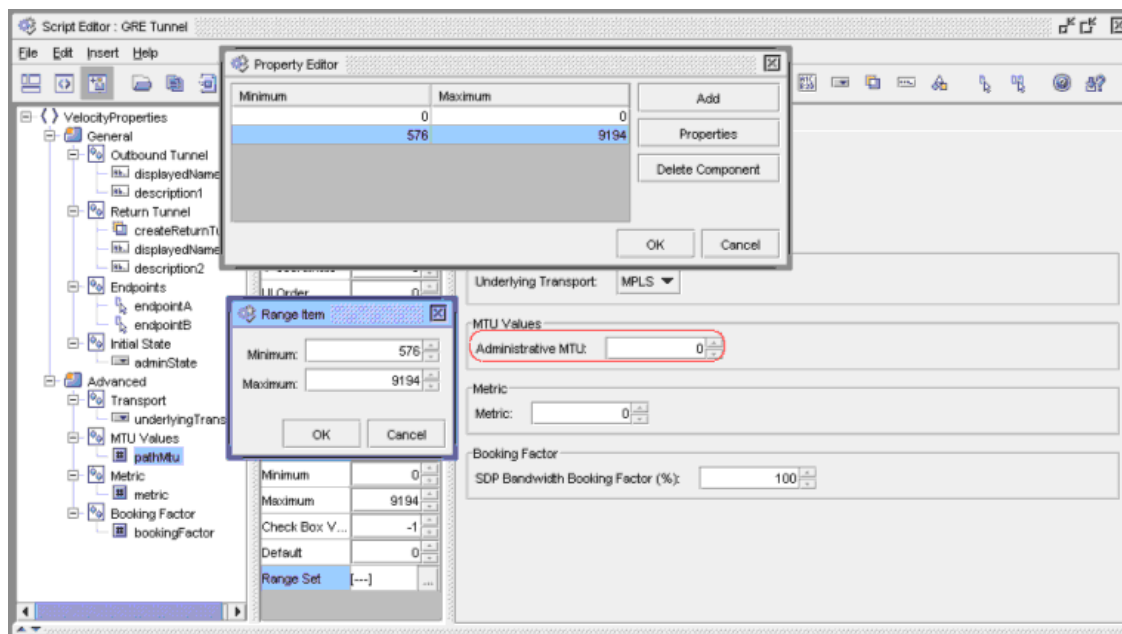 Script Editor : GRE Tunnel
File Edit Insert Help
Property Editor
Minimum Maximum
0 0
576 9194
Add
Properties
Delete Component
OK Cancel
VelocityProperties
General
Outbound Tunnel
displayedName
description1
Return Tunnel
createReturnTu
displayedName
description2
Endpoints
endpointA
endpointB
Initial State
adminState
Advanced
Transport
underlyingTrans
MTU Values
pathMtu
Metric
metric
Booking Factor
bookingFactor
UI Order 0
Range Item
Minimum: 576
Maximum: 9194
OK Cancel
Minimum 0
Maximum 9194
Check Box V... -1
Default 0
Range Set [---] ...
Underlying Transport: MPLS
MTU Values
Administrative MTU: 0
Metric
Metric: 0
Booking Factor
SDP Bandwidth Booking Factor (%): 100